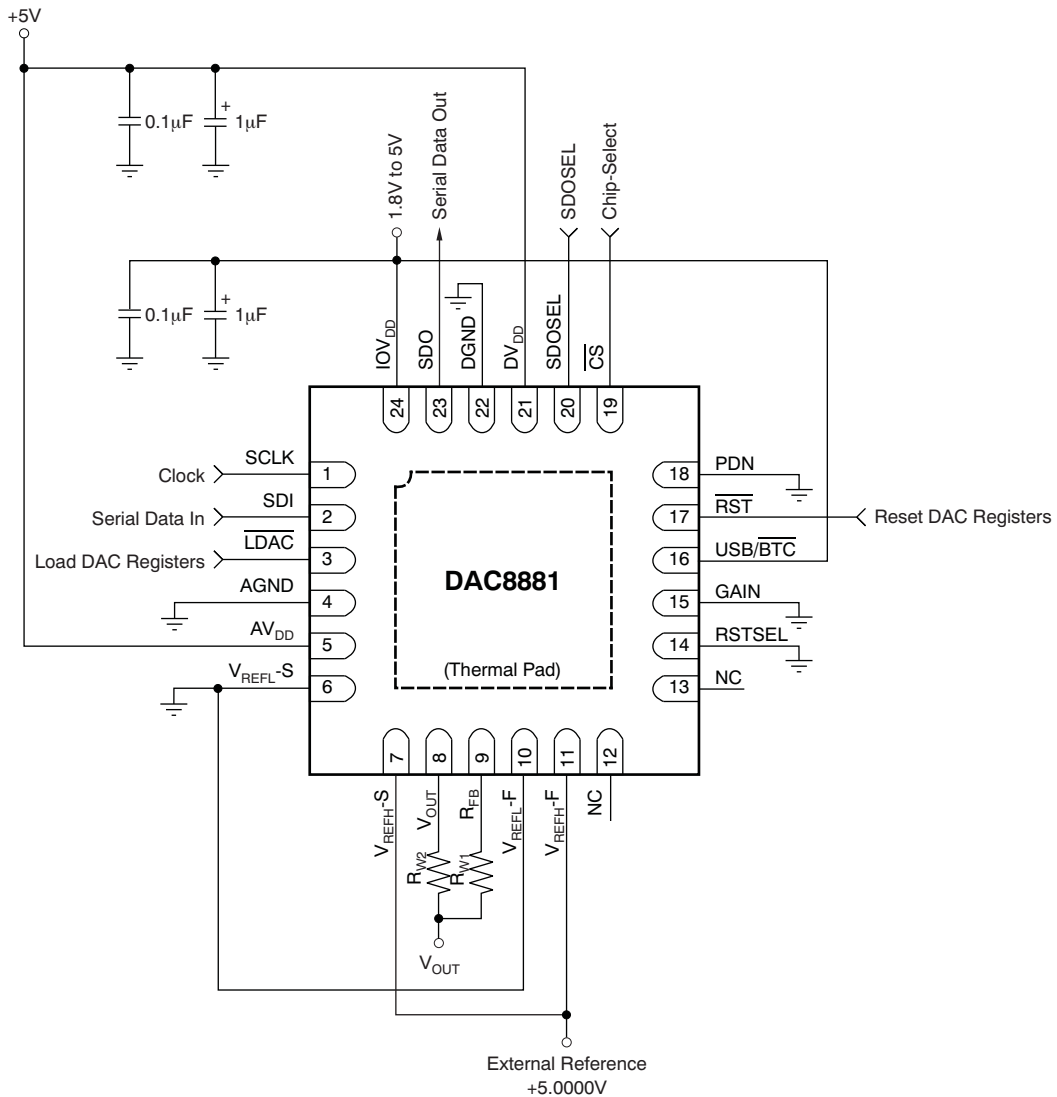 +5V
0.1μF
1μF
+
0.1μF
1μF
+
1.8V to 5V
Serial Data Out
SDOSEL
Chip-Select
IOVDD
SDO
DGND
DVDD
SDOSEL
CS
24
23
22
21
20
19
Clock
SCLK
1
Serial Data In
SDI
2
Load DAC Registers
LDAC
3
AGND
4
AVDD
5
VREFL-S
6
DAC8881
(Thermal Pad)
18
PDN
17
RST
Reset DAC Registers
16
USB/BTC
15
GAIN
14
RSTSEL
13
NC
7
8
9
10
11
12
VREFH-S
VOUT
RFB
VREFL-F
VREFH-F
NC
RW2
RW1
VOUT
External Reference
+5.0000V